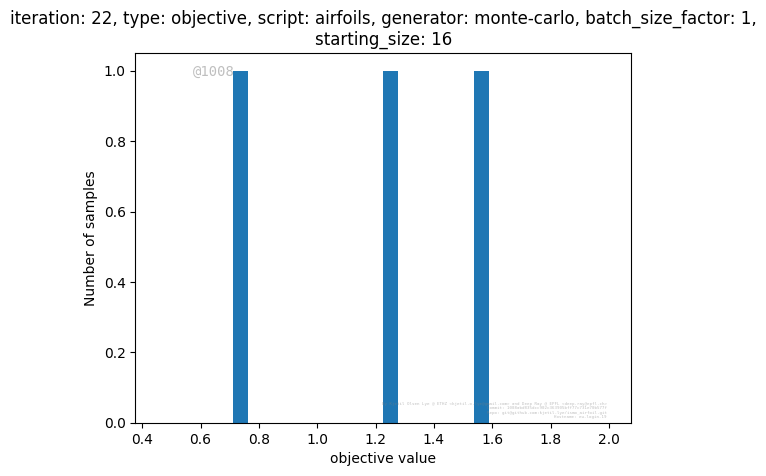 iteration: 22, type: objective, script: airfoils, generator: monte-carlo, batch_size_factor: 1,
starting_size: 16
@1008
1.0
0.8
0.6
0.4
0.2
0.0
Number of samples
0.4 0.6 0.8 1.0 1.2 1.4 1.6 1.8 2.0
objective value